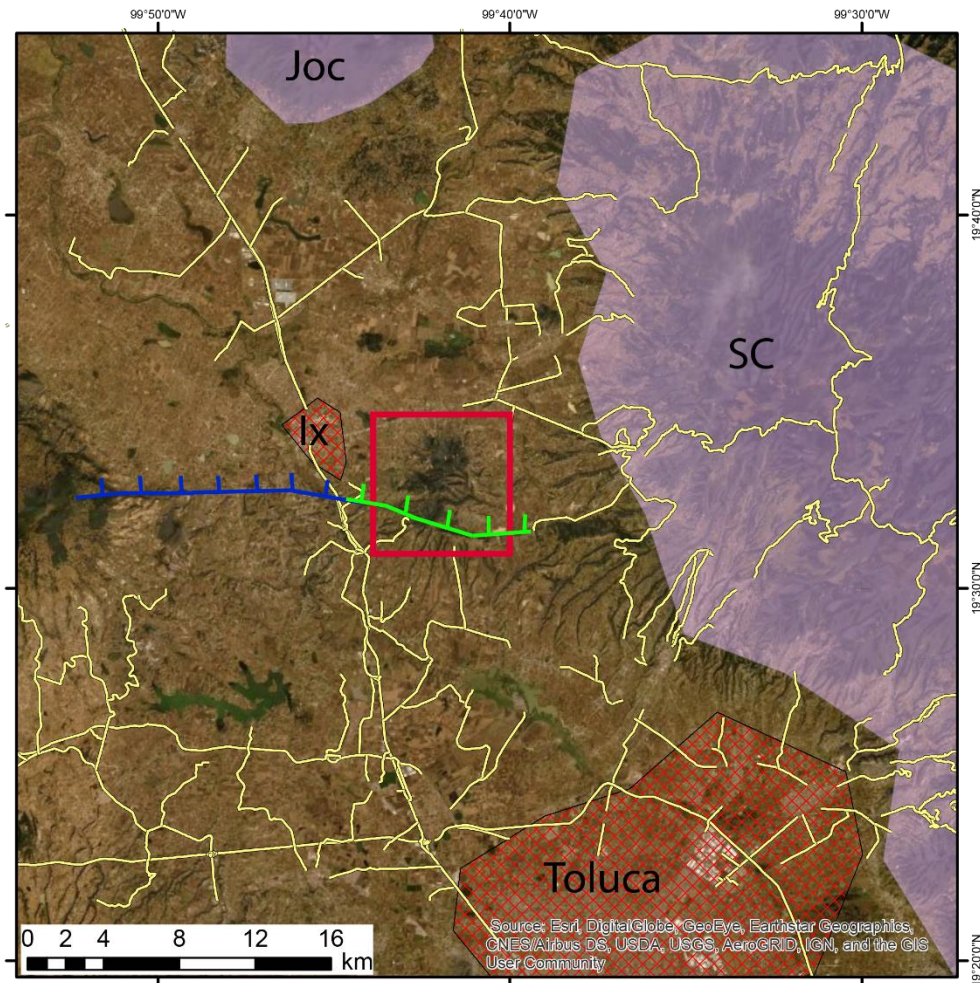 99°50'0"W 99°40'0"W 99°30'0"W
Joc
19°40'0"N
SC
Ix
19°30'0"N
Toluca
Source: Esri, DigitalGlobe, GeoEye, Earthstar Geographics,
CNES/Airbus DS, USDA, USGS, AeroGRID, IGN, and the GIS
User Community
0 2 4 8 12 16
km
19°20'0"N